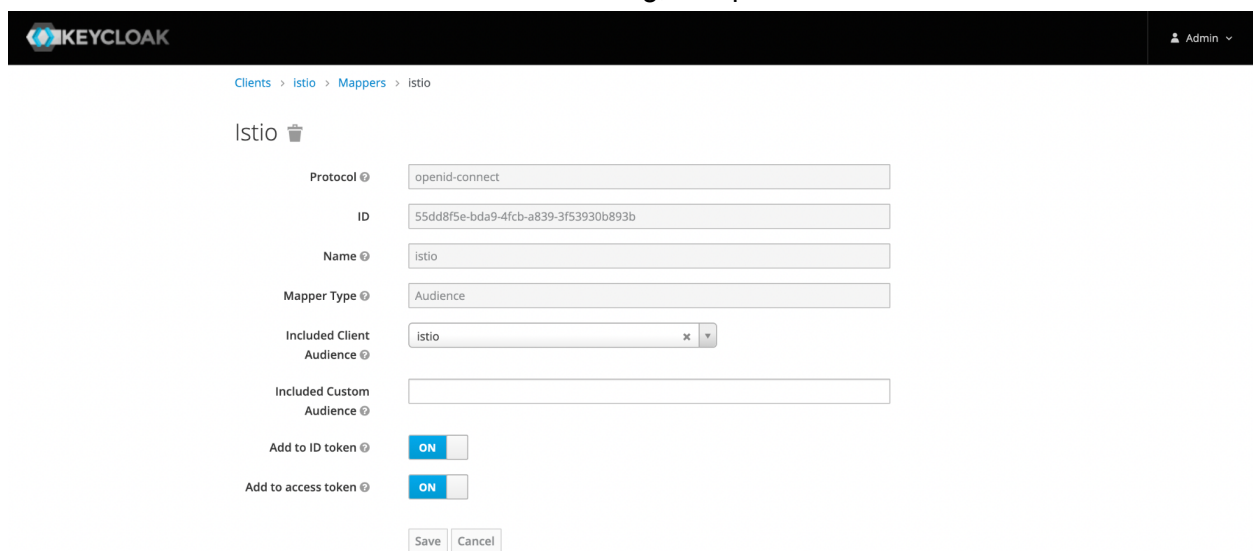 KEYCLOAK
Admin
Clients > istio > Mappers > istio
Istio
Protocol
openid-connect
ID
55dd8f5e-bda9-4fcb-a839-3f53930b893b
Name
istio
Mapper Type
Audience
Included Client
Audience
istio
Included Custom
Audience
Add to ID token
ON
Add to access token
ON
Save Cancel